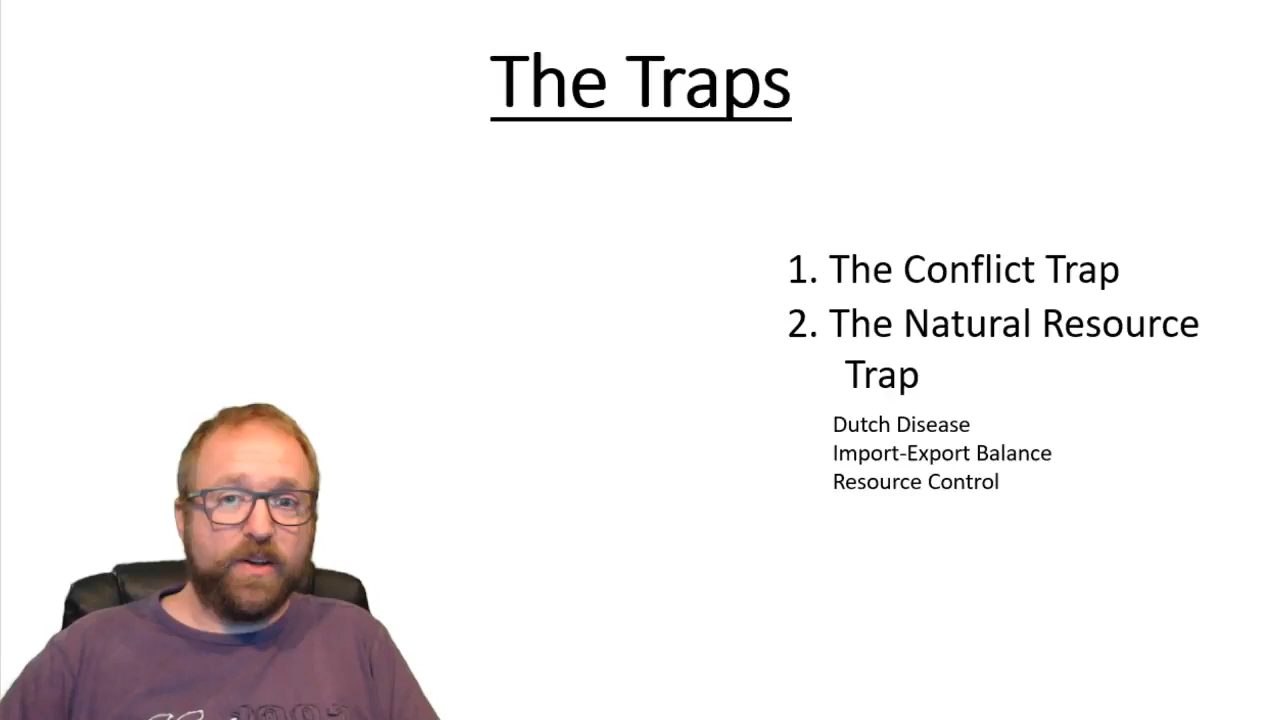 The Traps
1. The Conflict Trap
2. The Natural Resource
Trap
Dutch Disease
Import-Export Balance
Resource Control